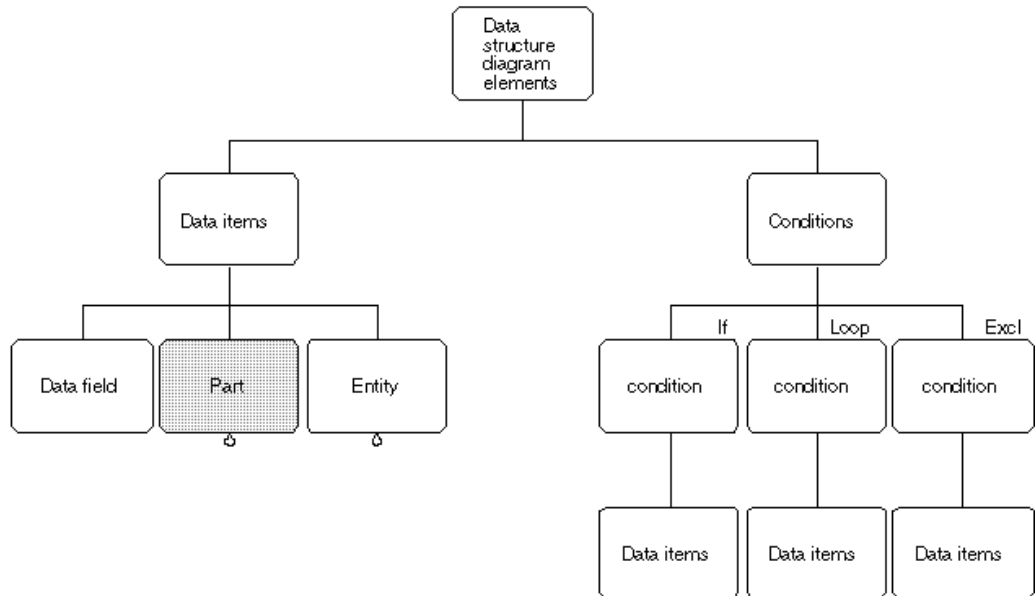 Data
structure
diagram
elements
Data items
Conditions
If
Loop
Excl
Data field
Part
Entity
condition
condition
condition
Data items
Data items
Data items